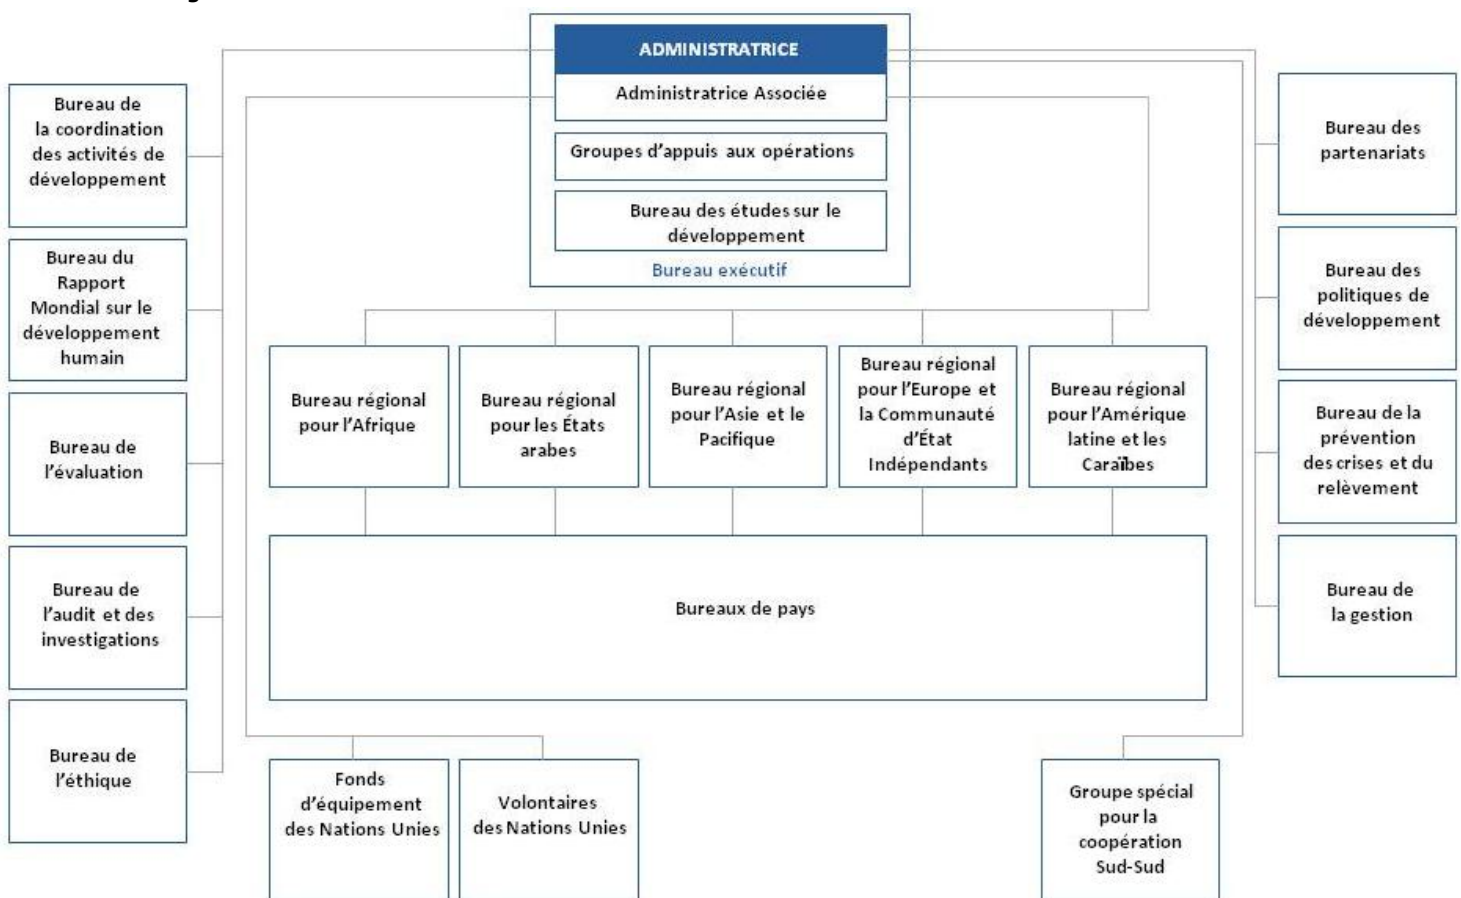 ADMINISTRATRICE
Administratrice Associée
Groupes d'appuis aux opérations
Bureau des études sur le
développement
Bureau exécutif
Bureau de
la coordination
des activités de
développement
Bureau du
Rapport
Mondial sur le
développement
humain
Bureau de
l'évaluation
Bureau de
l'audit et des
investigations
Bureau de
l'éthique
Bureau régional
pour l'Afrique
Bureau régional
pour les États
arabes
Bureau régional
pour l'Asie et le
Pacifique
Bureau régional
pour l'Europe et
la Communauté
d'État
Indépendants
Bureau régional
pour l'Amérique
latine et les
Caraïbes
Bureaux de pays
Fonds
d'équipement
des Nations Unies
Volontaires
des Nations Unies
Groupe spécial
pour la
coopération
Sud-Sud
Bureau des
partenariats
Bureau des
politiques de
développement
Bureau de la
prévention
des crises et du
relèvement
Bureau de
la gestion